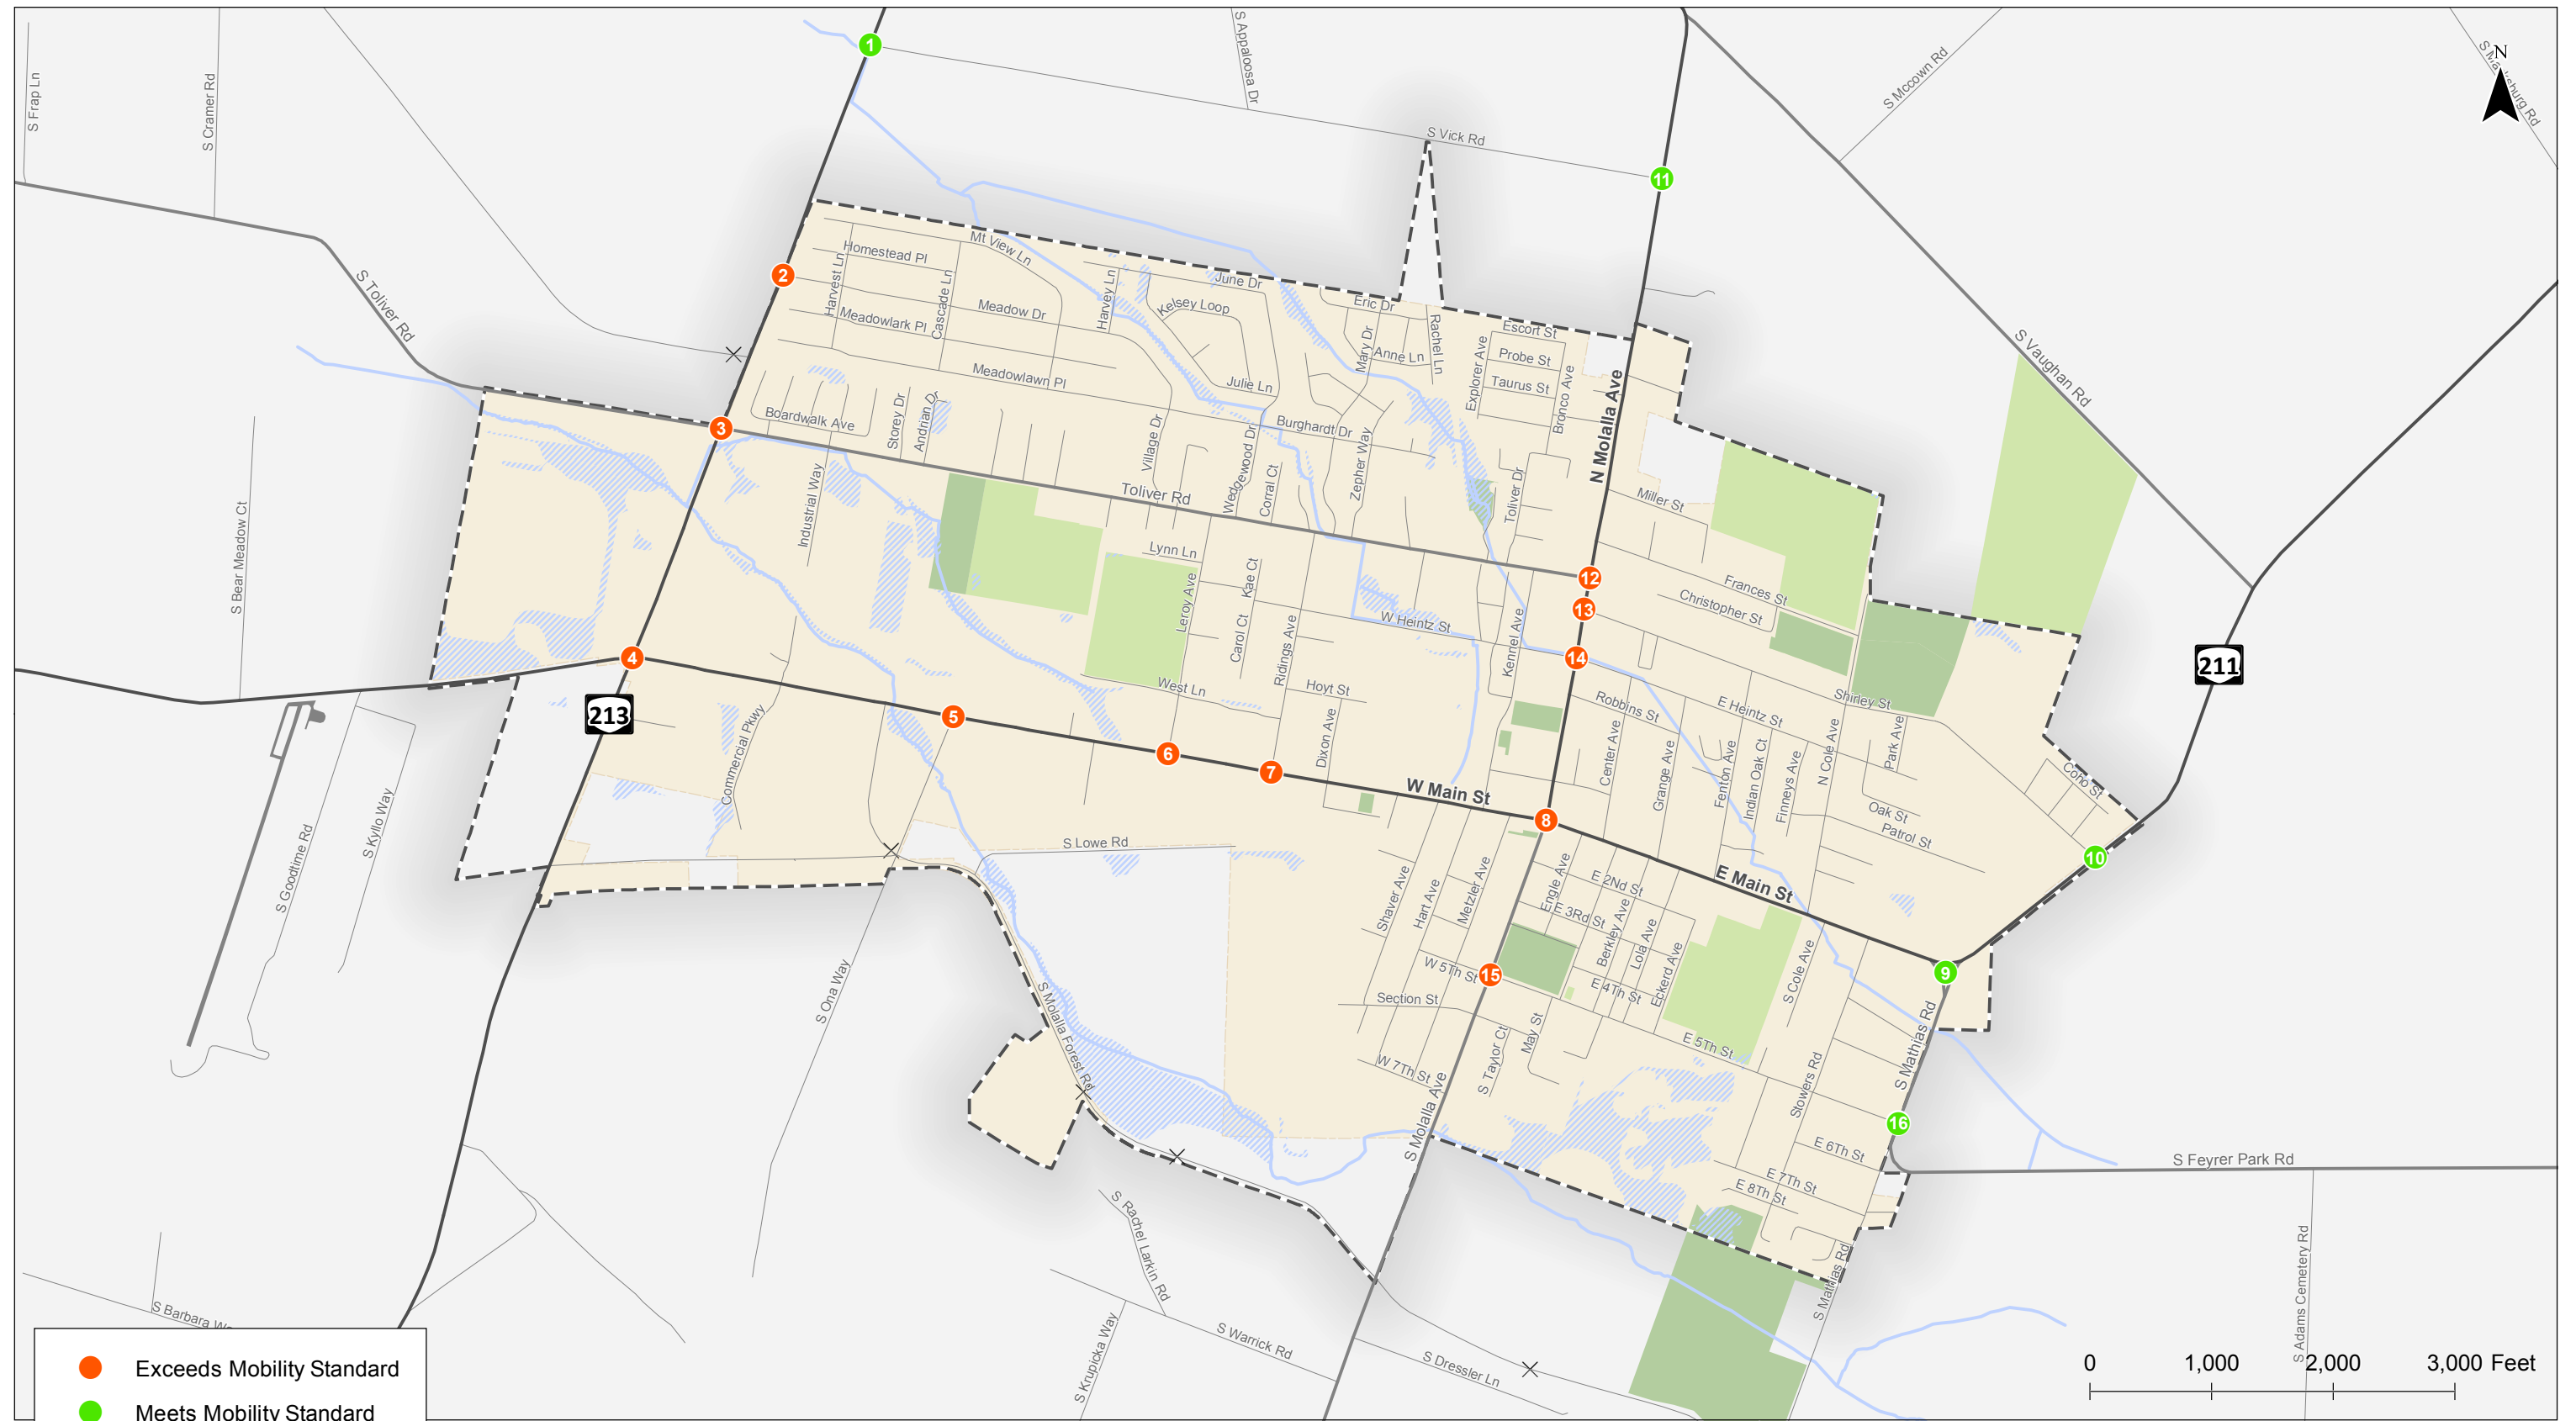 S Frap Ln
S Cramer Rd
S Appaloosa Dr
S Mccown Rd
N
1
S Vick Rd
11
S Toliver Rd
2
Homestead Pl
Mt View Ln
Harvest Ln
Cascade Ln
Meadow Dr
Meadowlark Pl
Harvey Ln
June Dr
Kelsey Loop
Eric Dr
Mary Dr
Anne Ln
Rachel Ln
Escort St
Probe St
Taurus St
Explorer Ave
Bronco Ave
N Molalla Ave
S Vaughan Rd
Meadowlawn Pl
Julie Ln
3
Boardwalk Ave
Storey Dr
Andrian Dr
Village Dr
Burghardt Dr
Wedgewood Dr
Corral Ct
Zepher Way
Toliver Dr
Industrial Way
Toliver Rd
Miller St
S Bear Meadow Ct
Lynn Ln
Leroy Ave
Kae Ct
Carol Ct
Ridings Ave
W Heintz St
Kennel Ave
12
13
14
Frances St
Christopher St
4
213
211
West Ln
Hoyt St
Dixon Ave
Robbins St
E Heintz St
Shirley St
Center Ave
Grange Ave
Fenton Ave
Indian Oak Ct
Finneys Ave
N Cole Ave
Park Ave
Coho St
Commercial Pkwy
5
6
7
W Main St
8
Oak St
Patrol St
10
S Goodtime Rd
S Kyllo Way
S Lowe Rd
E Main St
Shaver Ave
Hart Ave
Metzler Ave
Engle Ave
E 2Nd St
E 3Rd St
Berkley Ave
Lola Ave
Eckerd Ave
E 4Th St
S Cole Ave
9
15
W 5Th St
Section St
S Ona Way
S Molalla Forest Rd
W 7Th St
S Molalla Ave
S Taylor Ct
May St
E 5Th St
Stowers Rd
S Mathias Rd
16
E 6Th St
E 7Th St
E 8Th St
S Feyrer Park Rd
S Mathias Rd
S Adams Cemetery Rd
S Rachel Larkin Rd
S Krupicka Way
S Warrick Rd
S Dressler Ln
S Barbara
Exceeds Mobility Standard
Meets Mobility Standard
0 1,000 2,000 3,000 Feet